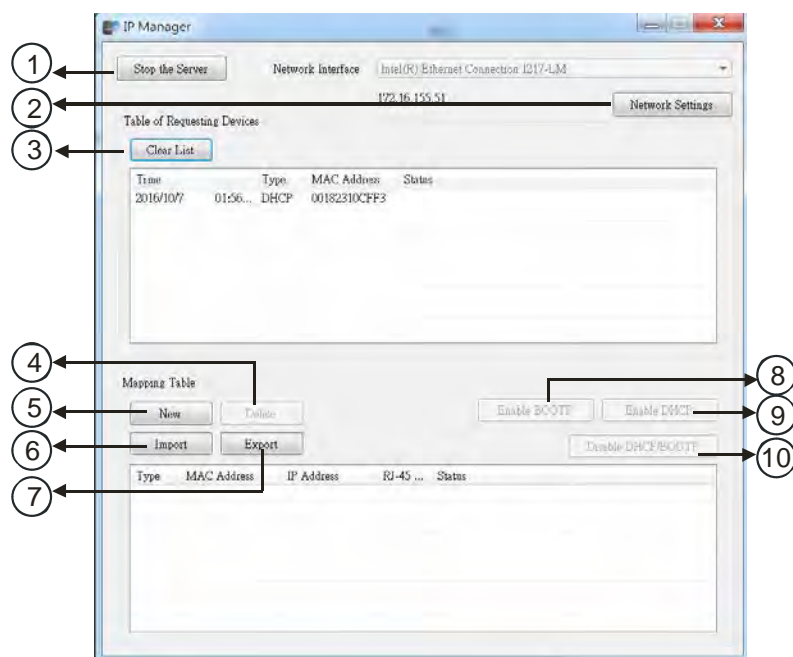 IP Manager
1 Stop the Server Network Interface Intel(R) Ethernet Connection I217-LM
172.16.155.51
2 Network Settings
Table of Requesting Devices
3 Clear List
Time Type MAC Address Status
2016/10/7 01:56... DHCP 00182310CFF3
4
Mapping Table
8
5 New Delete Enable BOOTP Enable DHCP 9
6 Import Export Disable DHCP/BOOTP 10
7
Type MAC Address IP Address RJ-45 ... Status